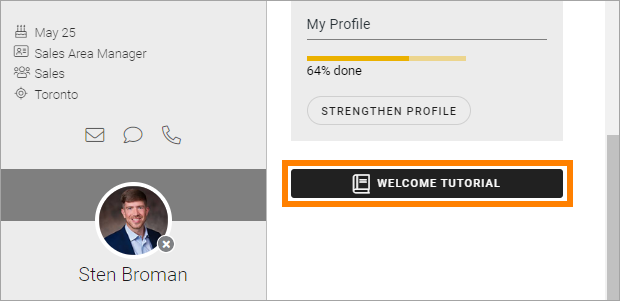 May 25
Sales Area Manager
Sales
Toronto
Sten Broman
My Profile
64% done
STRENGTHEN PROFILE
WELCOME TUTORIAL